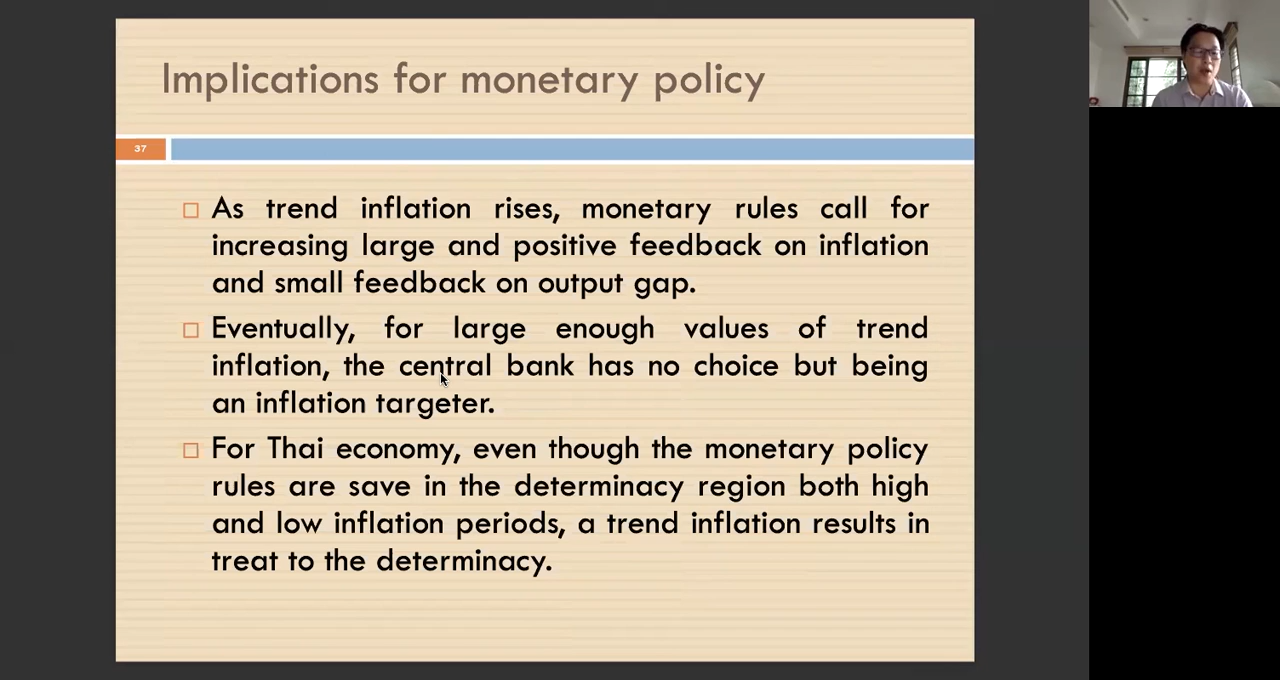 Implications for monetary policy
37
As trend inflation rises, monetary rules call for
increasing large and positive feedback on inflation
and small feedback on output gap.
Eventually, for large enough values of trend
inflation, the central bank has no choice but being
an inflation targeter.
For Thai economy, even though the monetary policy
rules are save in the determinacy region both high
and low inflation periods, a trend inflation results in
treat to the determinacy.